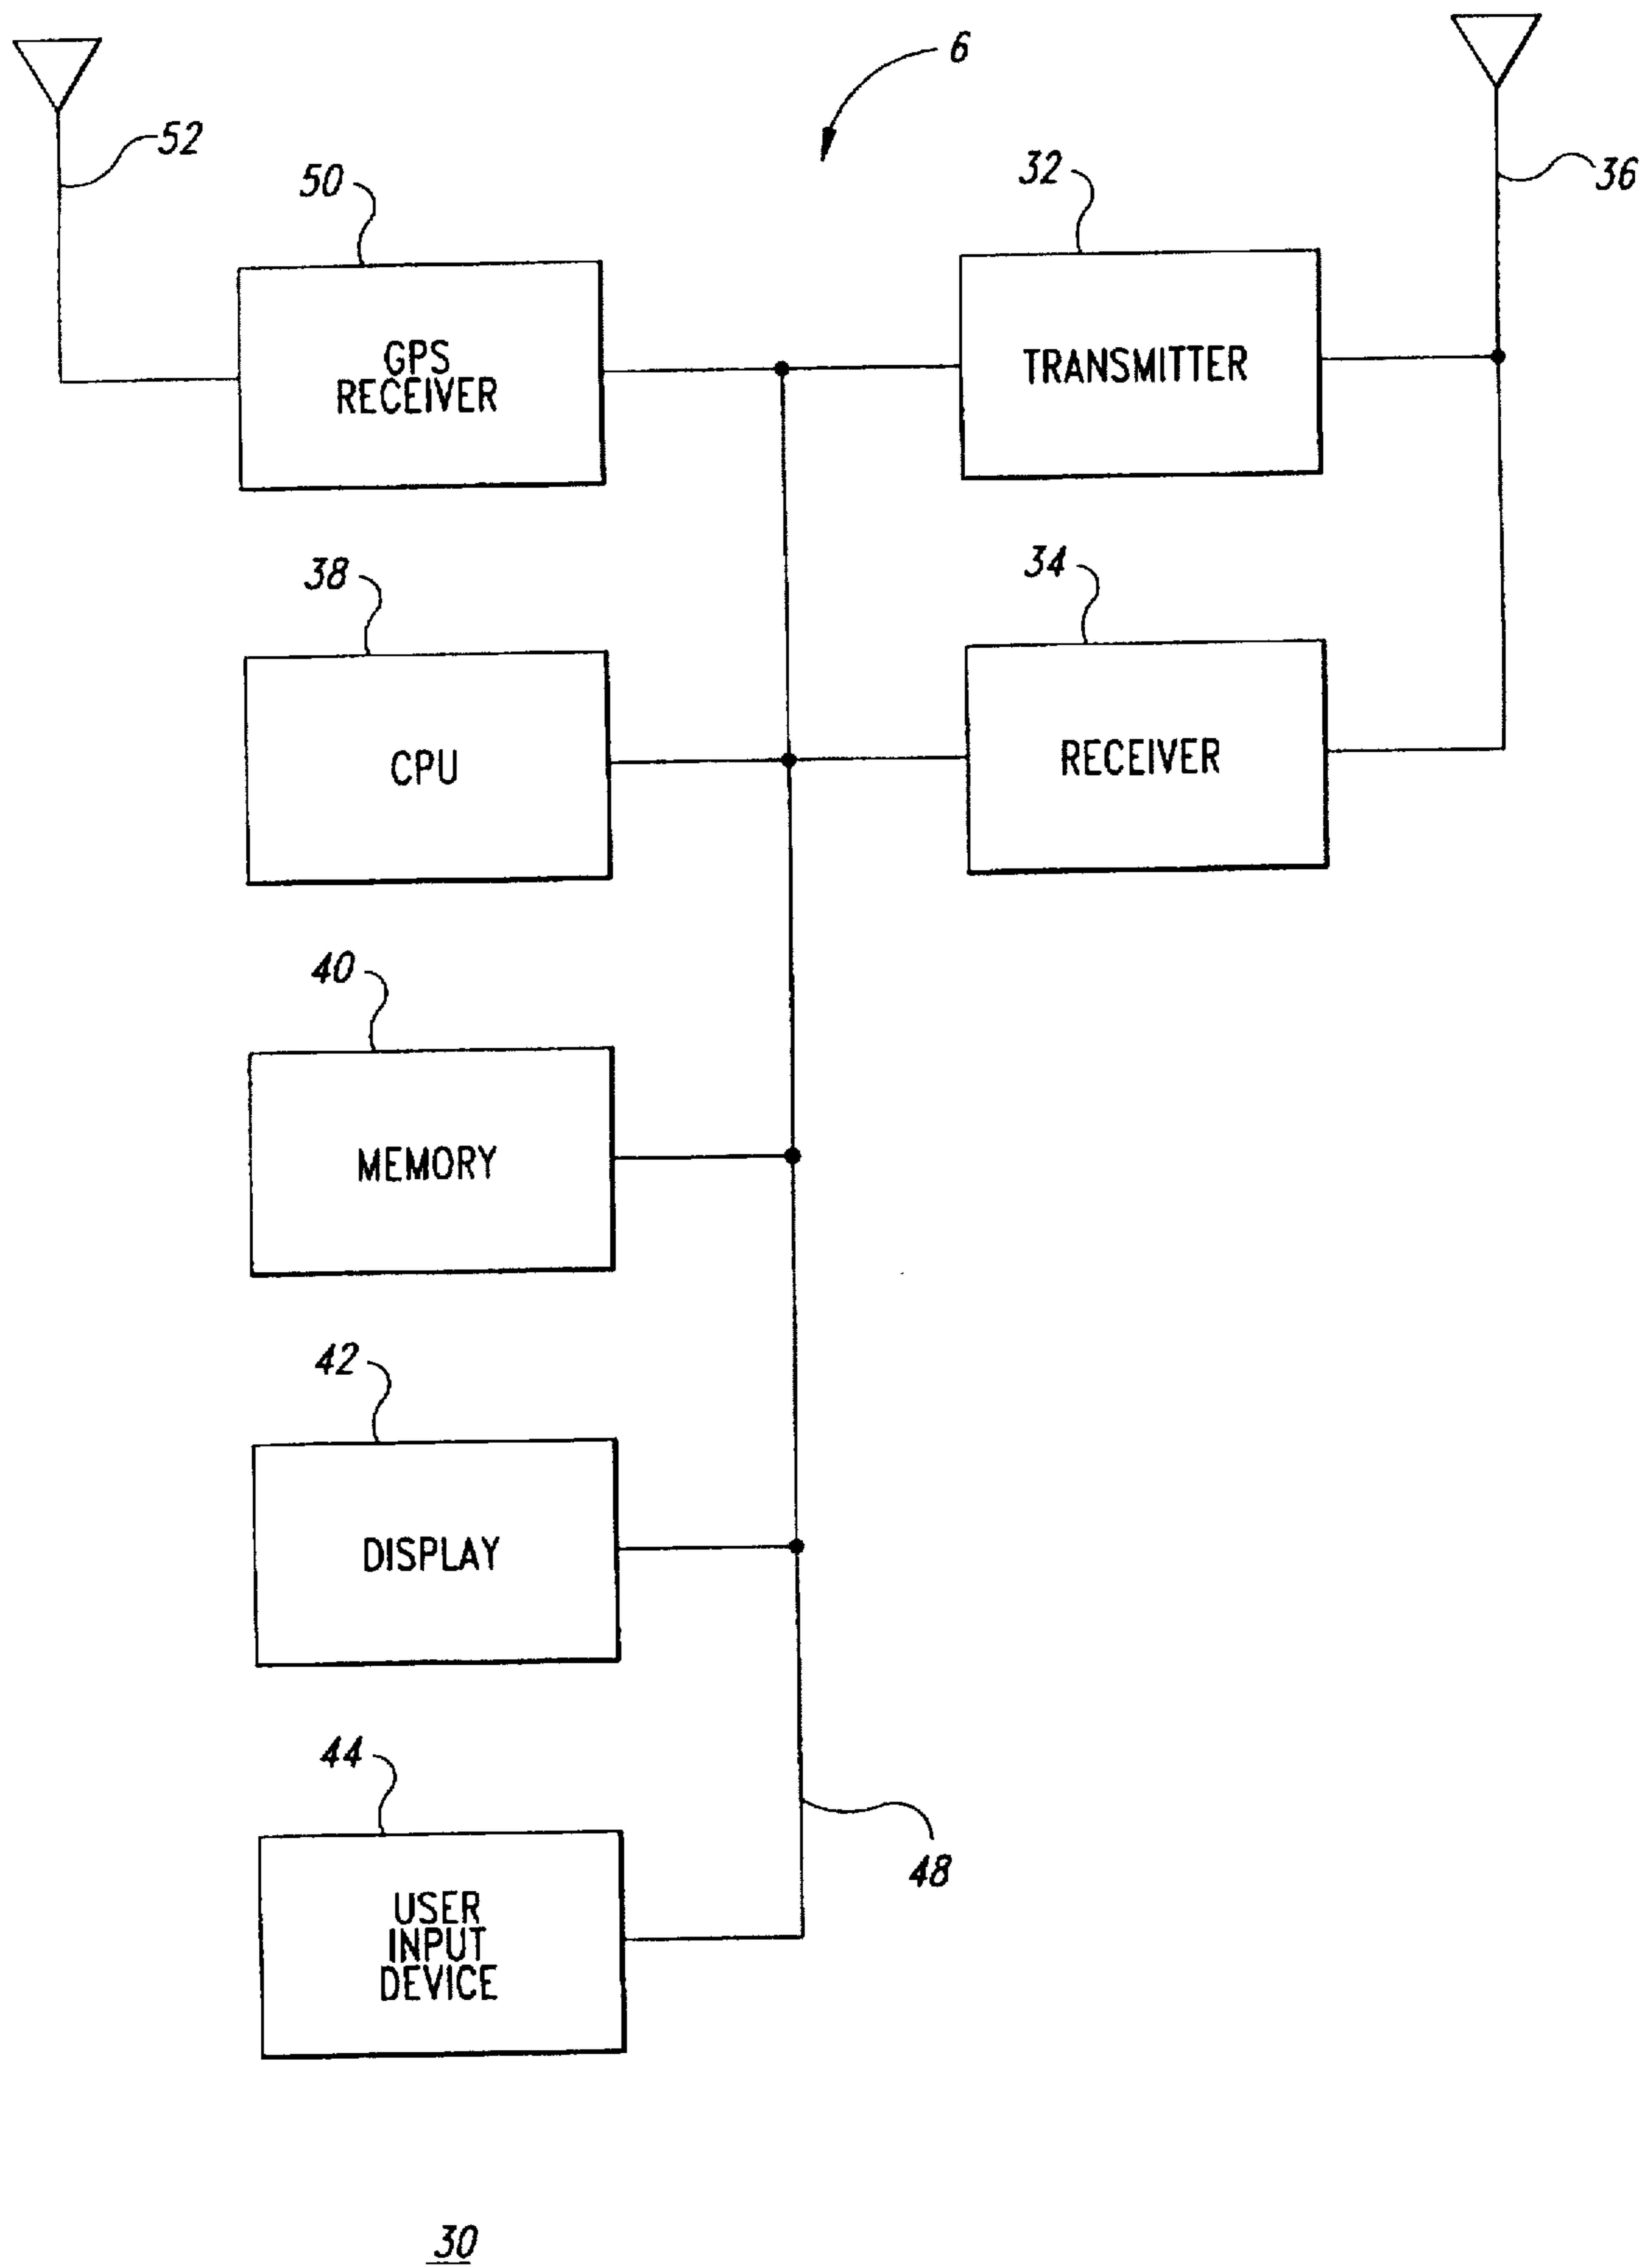 6
52
36
50
32
GPS
RECEIVER
TRANSMITTER
38
34
CPU
RECEIVER
40
MEMORY
42
DISPLAY
44
48
USER
INPUT
DEVICE
30